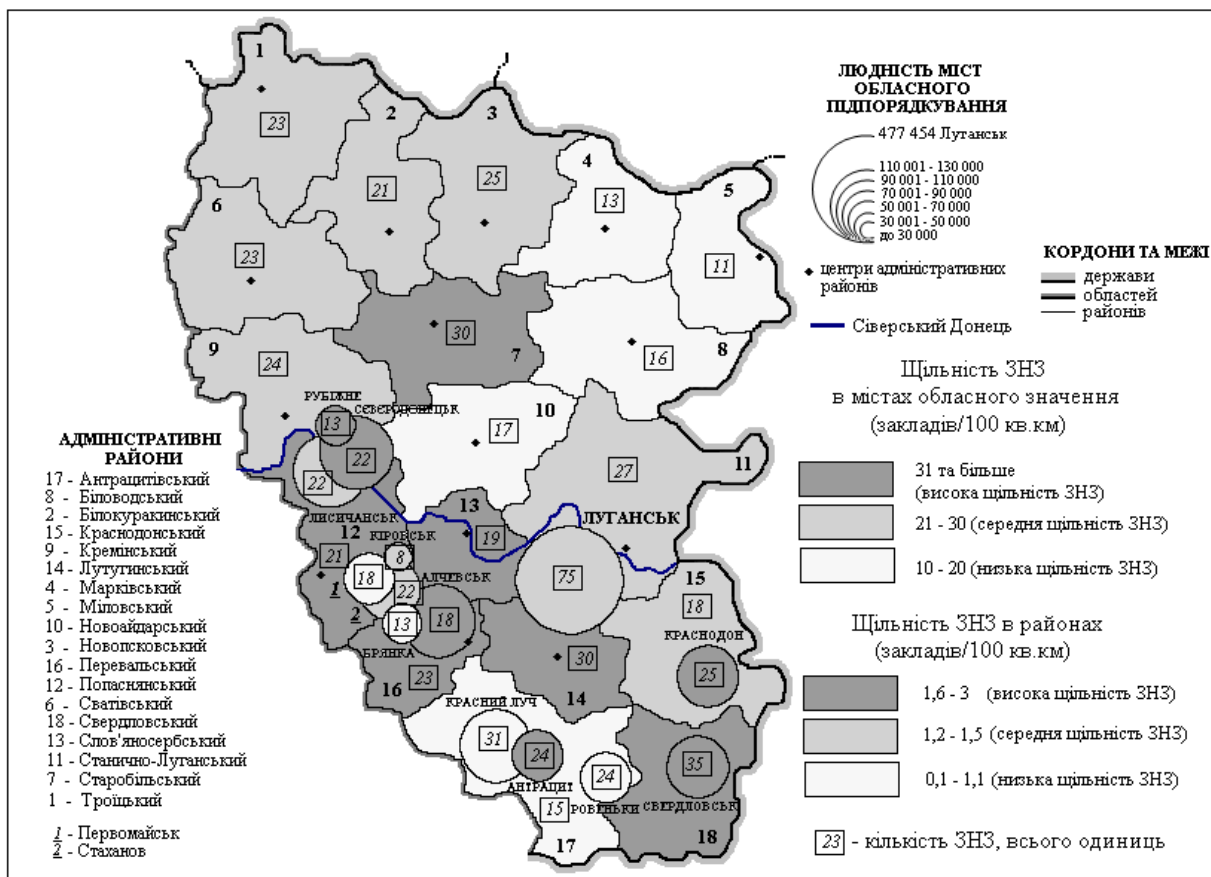 ЛЮДНІСТЬ МІСТ
ОБЛАСНОГО
ПІДПОРЯДКУВАННЯ
477 454 Луганськ
110 001 - 130 000
90 001 - 110 000
70 001 - 90 000
50 001 - 70 000
30 001 - 50 000
до 30 000
центри адміністративних
районів
Сіверський Донець
КОРДОНИ ТА МЕЖІ
держави
областей
районів
Щільність ЗНЗ
в містах обласного значення
(закладів/100 кв.км)
31 та більше
(висока щільність ЗНЗ)
21 - 30 (середня щільність ЗНЗ)
10 - 20 (низька щільність ЗНЗ)
Щільність ЗНЗ в районах
(закладів/100 кв.км)
1,6 - 3 (висока щільність ЗНЗ)
1,2 - 1,5 (середня щільність ЗНЗ)
0,1 - 1,1 (низька щільність ЗНЗ)
23 - кількість ЗНЗ, всього одиниць
АДМІНІСТРАТИВНІ
РАЙОНИ
17 - Антрацитівський
8 - Біловодський
2 - Білокуракинський
15 - Краснодонський
9 - Кремінський
14 - Лутугинський
4 - Марківський
5 - Міловський
10 - Новоайдарський
3 - Новопсковський
16 - Перевальський
12 - Попаснянський
6 - Сватівський
18 - Свердловський
13 - Слов'яносербський
11 - Станично-Луганський
7 - Старобільський
1 - Троїцький
1 - Первомайськ
2 - Стаханов
1
23
2
21
3
25
4
13
5
11
6
23
7
30
8
16
9
24
РУБІЖНЕ
13
СЄВЄРОДОНЕЦЬК
22
22
ЛИСИЧАНСЬК
10
17
11
27
ЛУГАНСЬК
75
12
21
КІРОВСЬК
8
13
19
1
18
АЛЧЕВСЬК
22
2
13
18
БРЯНКА
16
23
14
30
15
18
КРАСНОДОН
25
КРАСНИЙ ЛУЧ
31
24
АНТРАЦИТ
24
РОВЕНЬКИ
15
17
35
СВЕРДЛОВСЬК
18